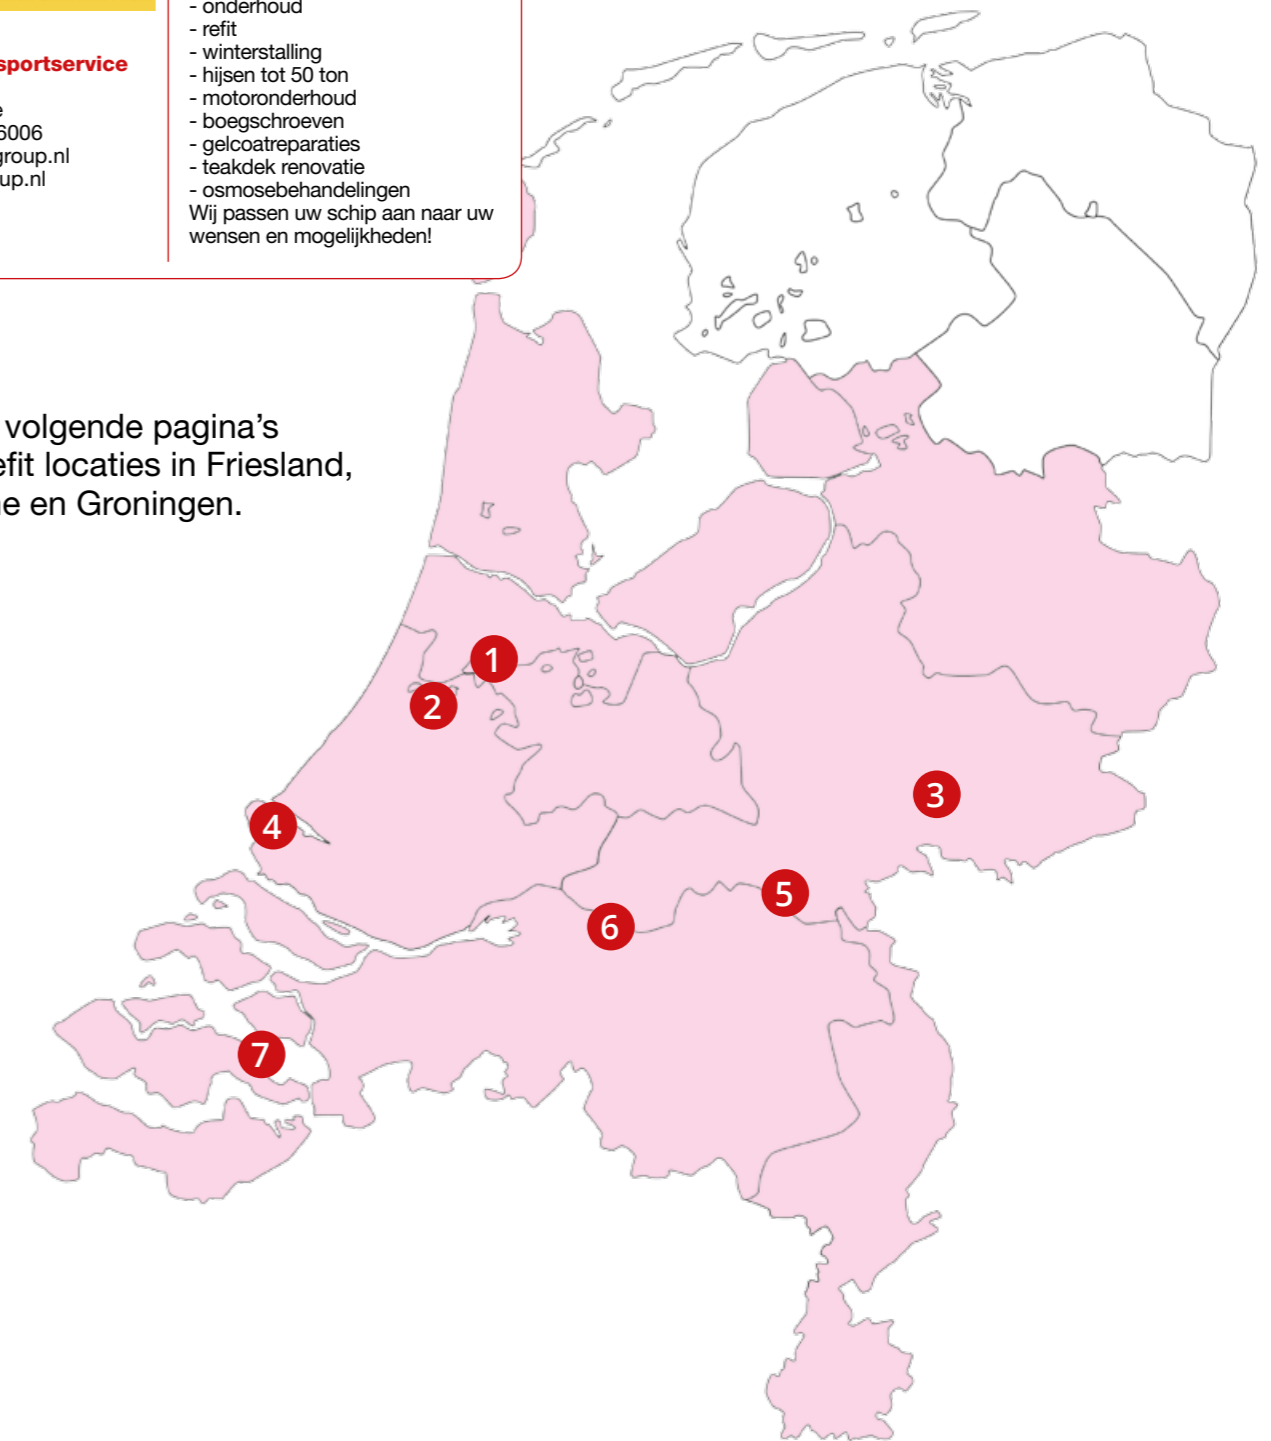 sportservice
6006
group.nl
up.nl
- onderhoud
- refit
- winterstalling
- hijsen tot 50 ton
- motoronderhoud
- boegschroeven
- gelcoatreparaties
- teakdek renovatie
- osmosebehandelingen
Wij passen uw schip aan naar uw
wensen en mogelijkheden!
volgende pagina’s
efit locaties in Friesland,
e en Groningen.
1
2
3
4
5
6
7